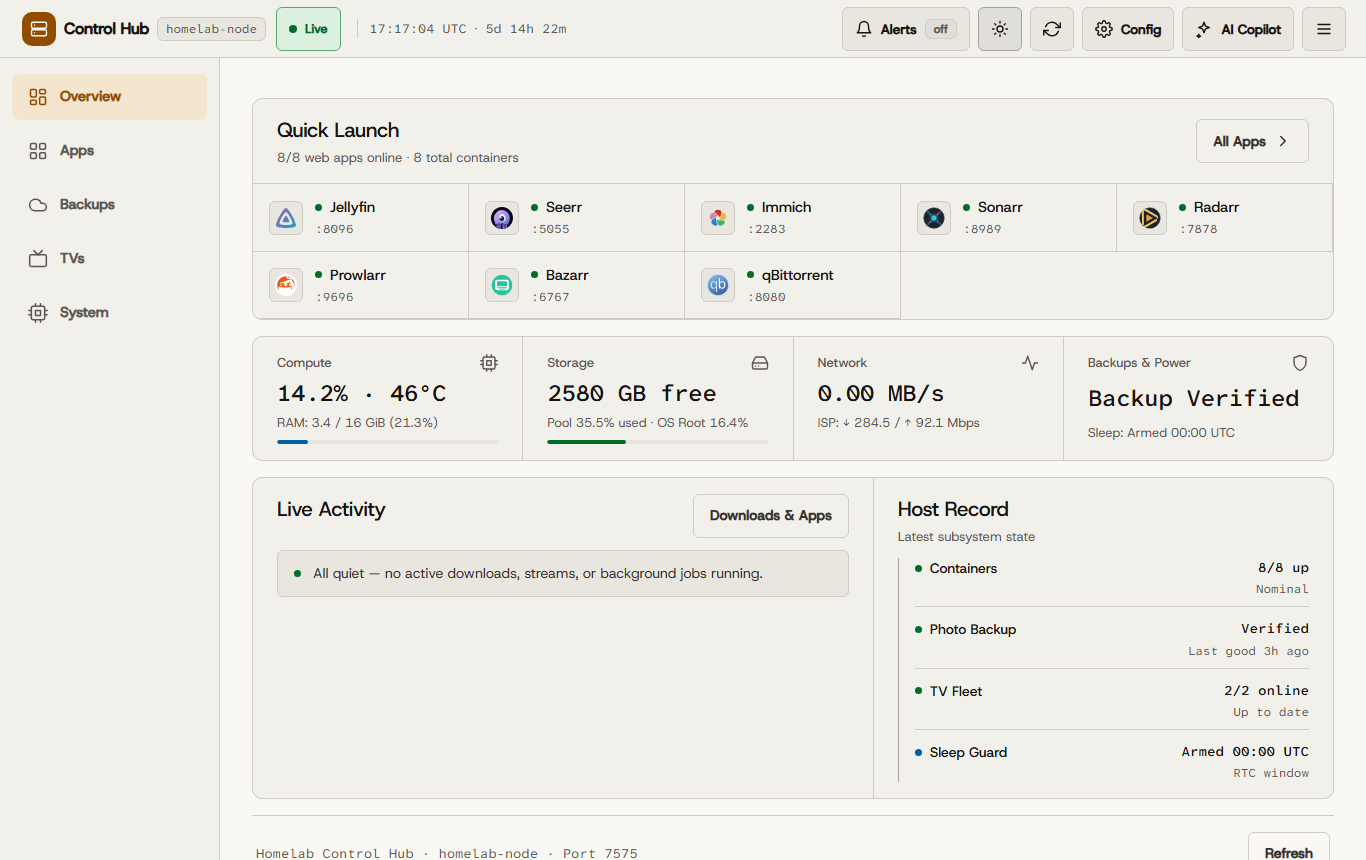 Control Hub homelab-node Live 17:17:04 UTC · 5d 14h 22m Alerts off Config AI Copilot
Overview
Apps
Backups
TVs
System
Quick Launch
8/8 web apps online · 8 total containers
All Apps
Jellyfin
:8096
Seerr
:5055
Immich
:2283
Sonarr
:8989
Radarr
:7878
Prowlarr
:9696
Bazarr
:6767
qb
qBittorrent
:8080
Compute
14.2% · 46°C
RAM: 3.4 / 16 GiB (21.3%)
Storage
2580 GB free
Pool 35.5% used · OS Root 16.4%
Network
0.00 MB/s
ISP: ↓ 284.5 / ↑ 92.1 Mbps
Backups & Power
Backup Verified
Sleep: Armed 00:00 UTC
Live Activity
Downloads & Apps
All quiet — no active downloads, streams, or background jobs running.
Host Record
Latest subsystem state
Containers 8/8 up
Nominal
Photo Backup Verified
Last good 3h ago
TV Fleet 2/2 online
Up to date
Sleep Guard Armed 00:00 UTC
RTC window
Homelab Control Hub · homelab-node · Port 7575
Refresh